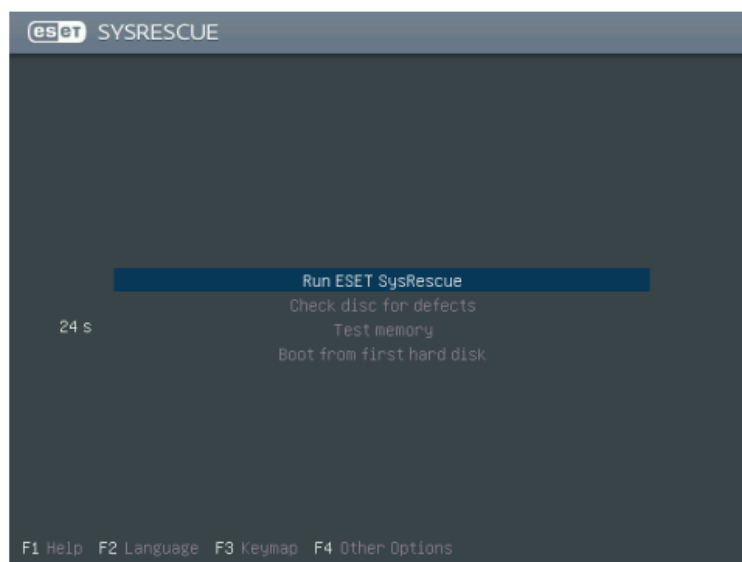 eset SYSRESCUE
Run ESET SysRescue
Check disc for defects
24 s
Test memory
Boot from first hard disk
F1 Help F2 Language F3 Keymap F4 Other Options